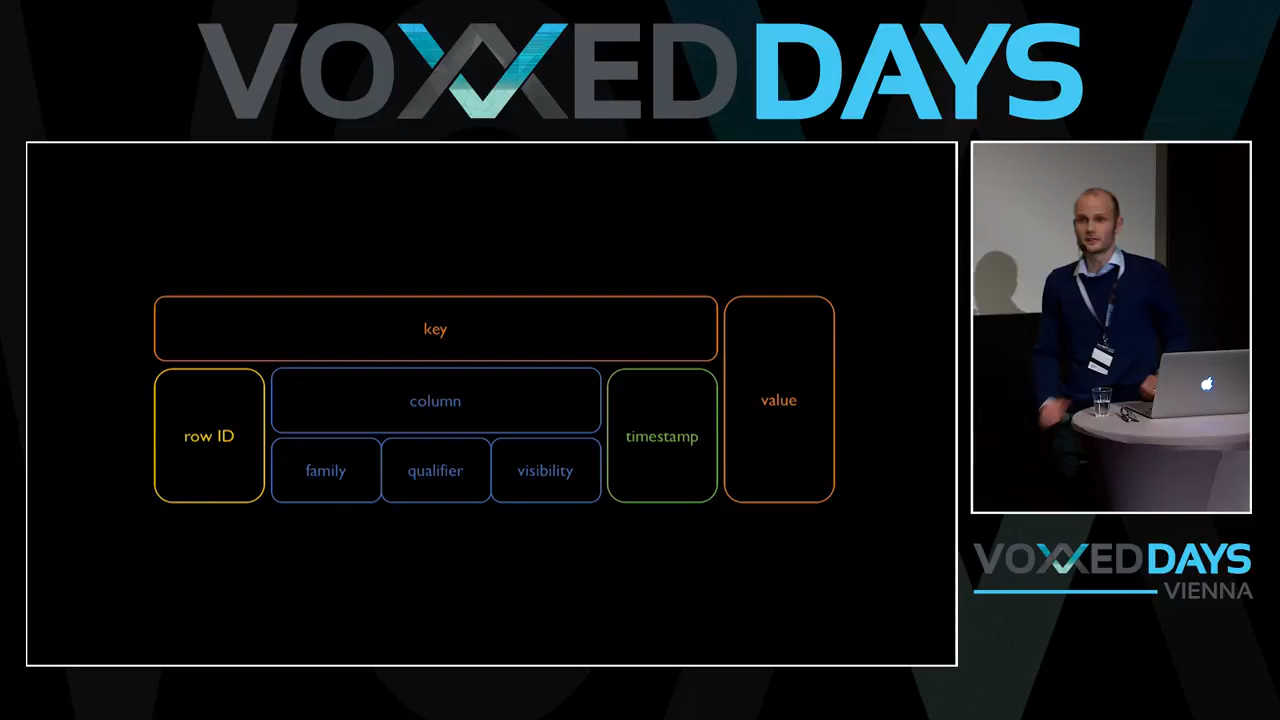 VOXXED DAYS
key
row ID
column
timestamp
value
family
qualifier
visibility
VOXXED DAYS
VIENNA